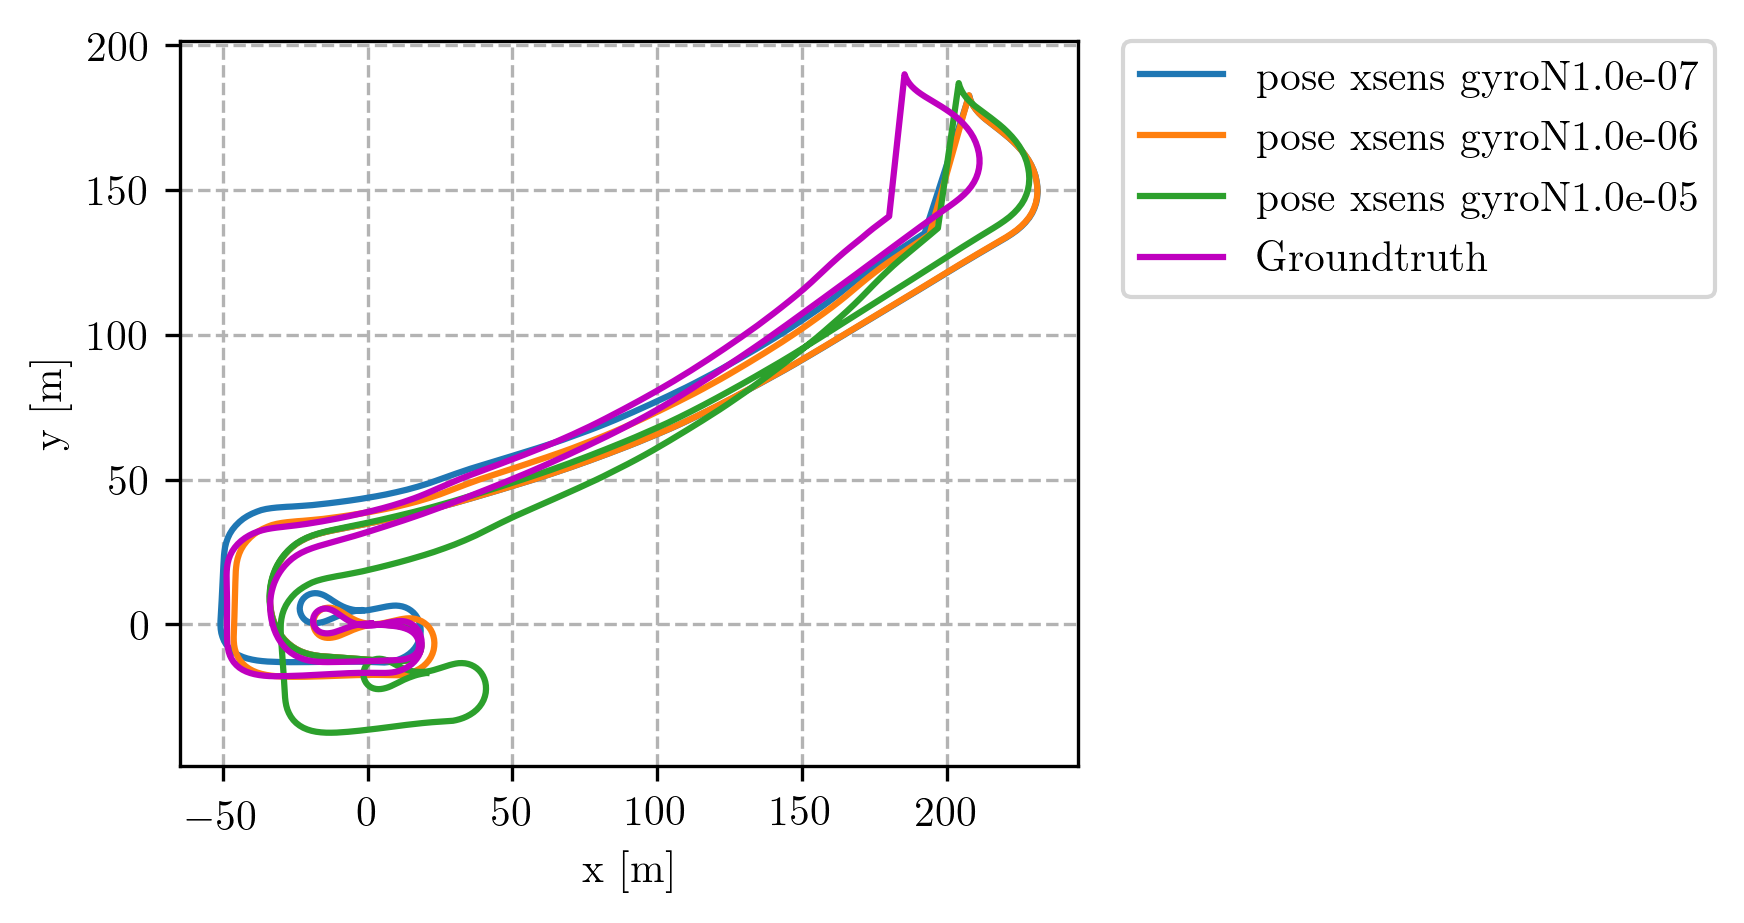 200
150
100
50
0
y [m]
−50
0
50
100
150
200
x [m]
pose xsens gyroN1.0e-07
pose xsens gyroN1.0e-06
pose xsens gyroN1.0e-05
Groundtruth